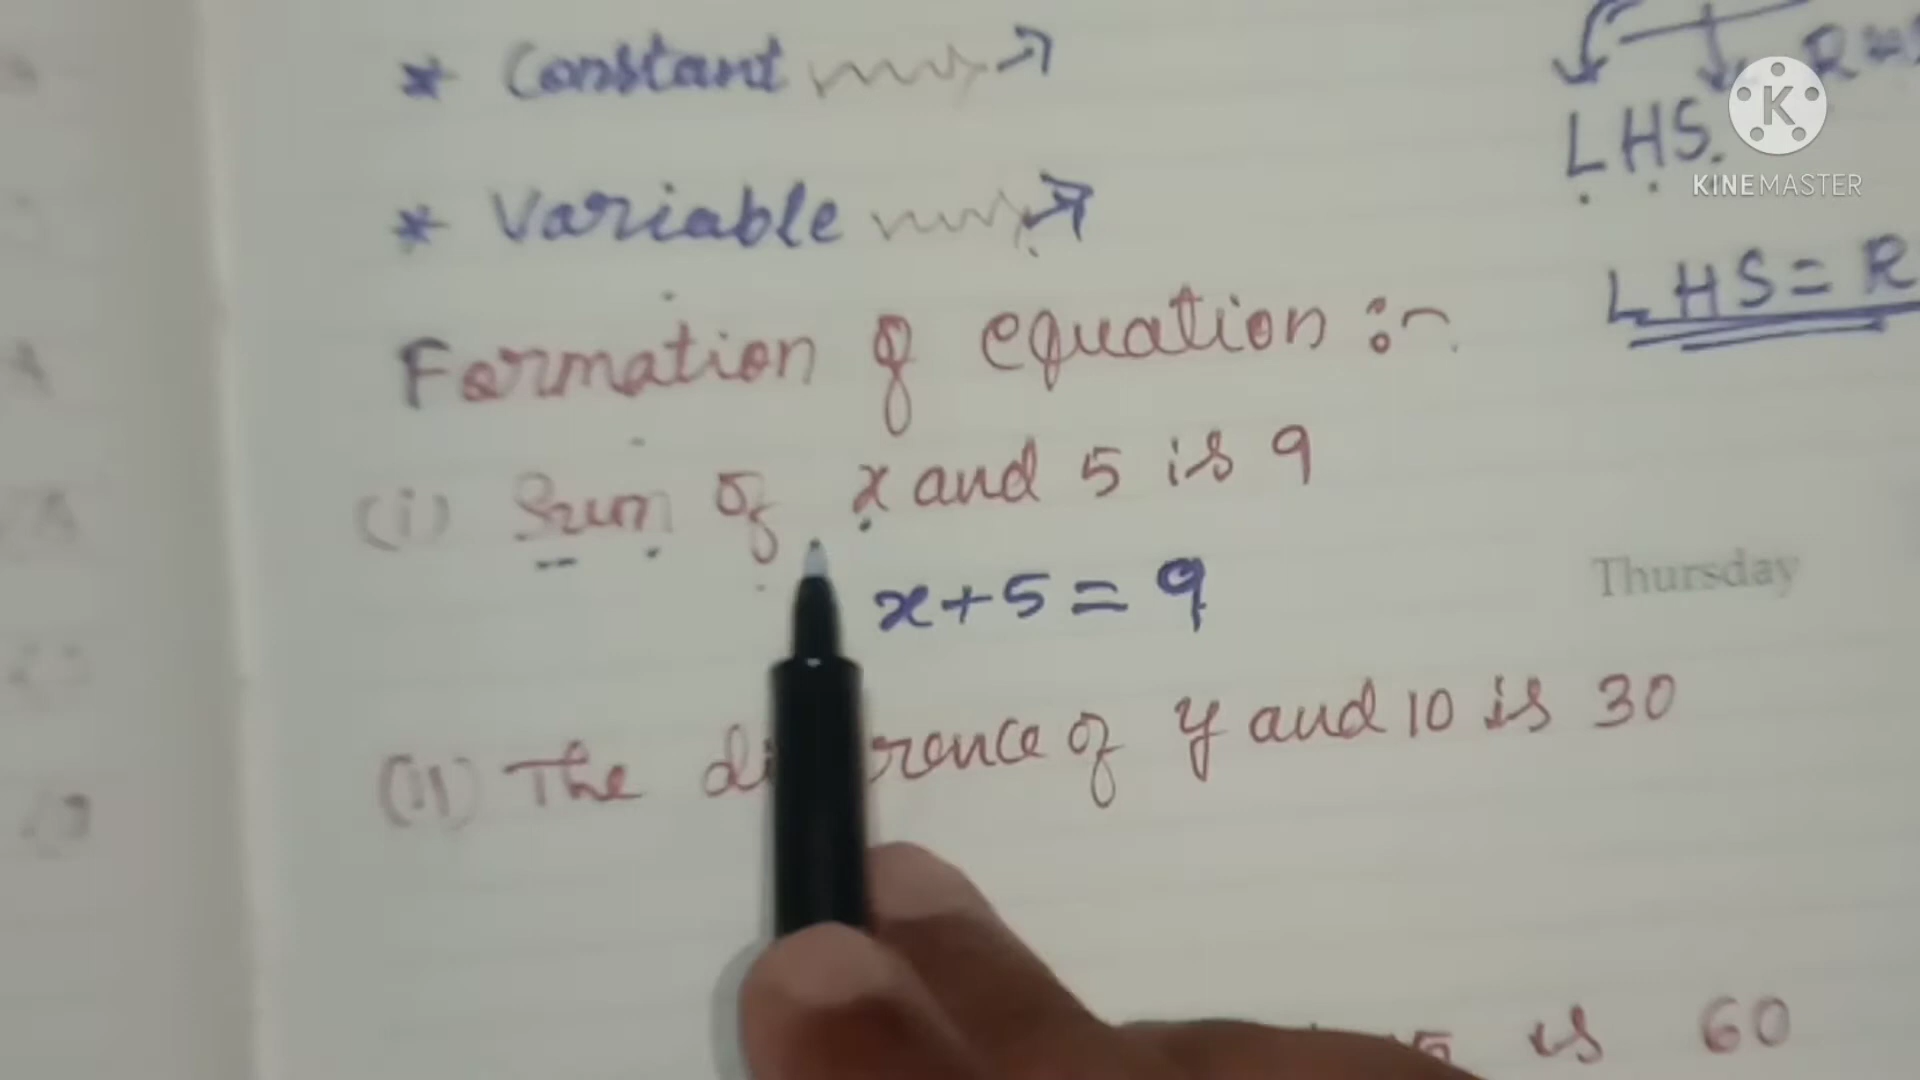 * Constant
* Variable
LHS.
LHS = R
Formation of equation :-
(i) Sum of x and 5 is 9
x + 5 = 9
Thursday
(II) The difference of y and 10 is 30
is 60
KINEMASTER